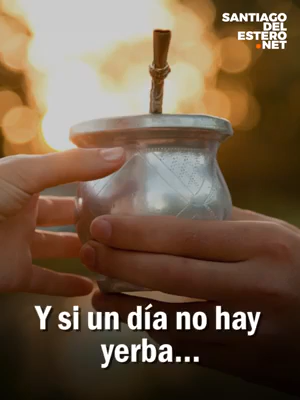 SANTIAGO
DEL
ESTERO
.NET
Y si un día no hay
yerba...